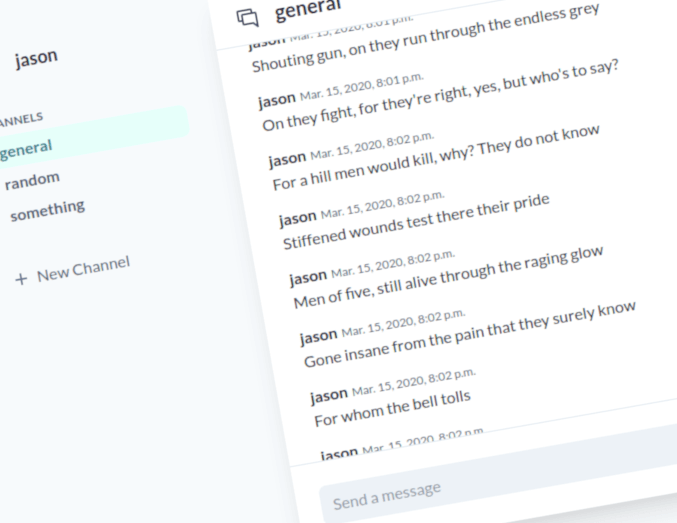 jason
ANNELS
general
random
something
+ New Channel
general
jason Mar. 15, 2020, 8:01 p.m.
Shouting gun, on they run through the endless grey
jason Mar. 15, 2020, 8:01 p.m.
On they fight, for they're right, yes, but who's to say?
jason Mar. 15, 2020, 8:02 p.m.
For a hill men would kill, why? They do not know
jason Mar. 15, 2020, 8:02 p.m.
Stiffened wounds test there their pride
jason Mar. 15, 2020, 8:02 p.m.
Men of five, still alive through the raging glow
jason Mar. 15, 2020, 8:02 p.m.
Gone insane from the pain that they surely know
jason Mar. 15, 2020, 8:02 p.m.
For whom the bell tolls
jason Mar. 15, 2020, 8:02 p.m.
Send a message